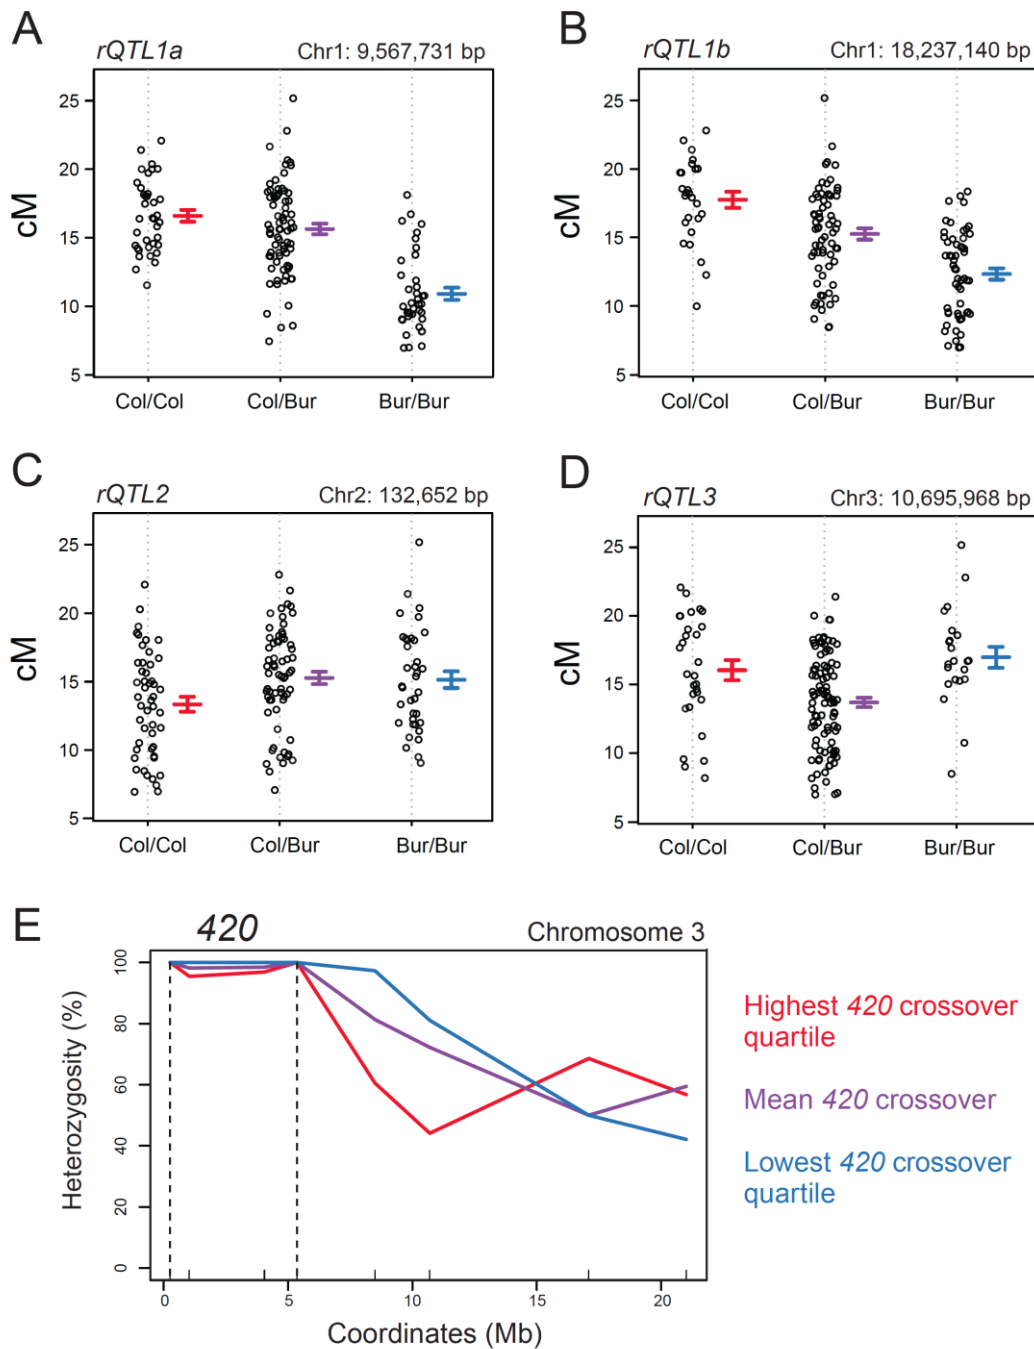 A
rQTL1a Chr1: 9,567,731 bp
cM
25
20
15
10
5
Col/Col Col/Bur Bur/Bur
B
rQTL1b Chr1: 18,237,140 bp
cM
25
20
15
10
5
Col/Col Col/Bur Bur/Bur
C
rQTL2 Chr2: 132,652 bp
cM
25
20
15
10
5
Col/Col Col/Bur Bur/Bur
D
rQTL3 Chr3: 10,695,968 bp
cM
25
20
15
10
5
Col/Col Col/Bur Bur/Bur
E
420 Chromosome 3
Heterozygosity (%)
100
80
60
40
20
0
0 5 10 15 20
Coordinates (Mb)
Highest 420 crossover
quartile
Mean 420 crossover
Lowest 420 crossover
quartile